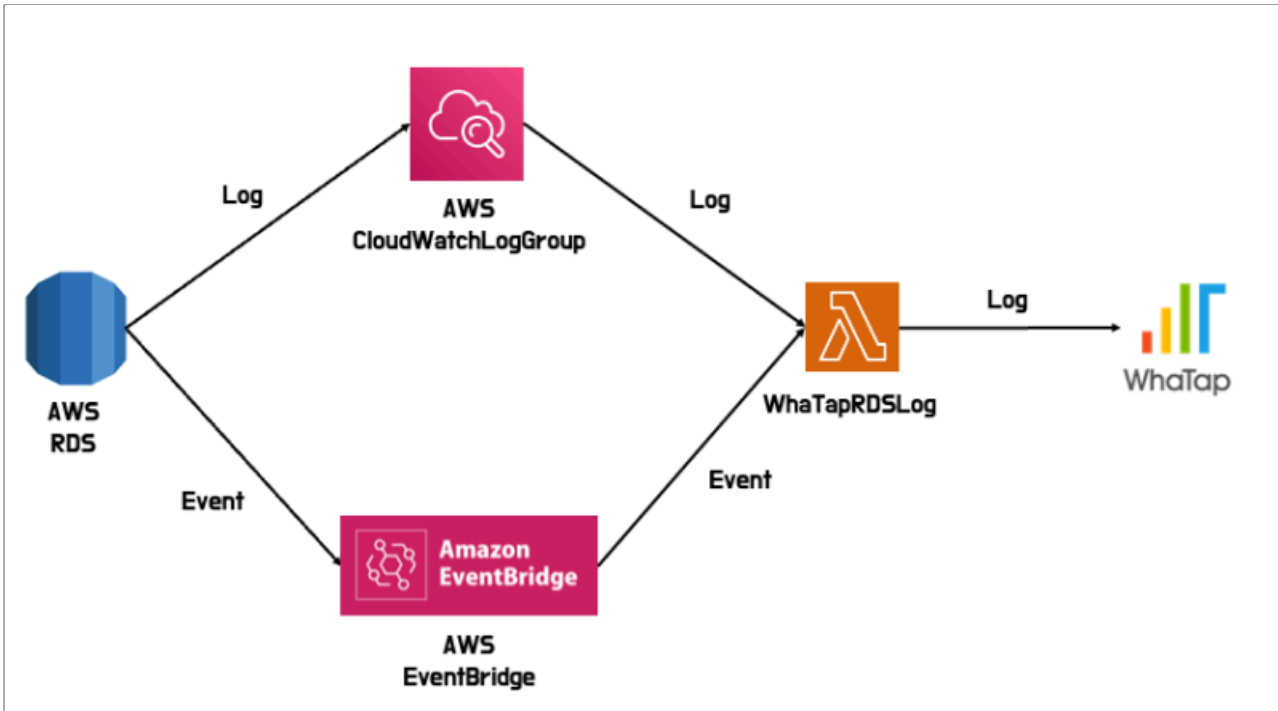 AWS
CloudWatchLogGroup
Log
Log
AWS
RDS
Log
WhaTapRDSLog
WhaTap
Event
Event
Amazon
EventBridge
AWS
EventBridge